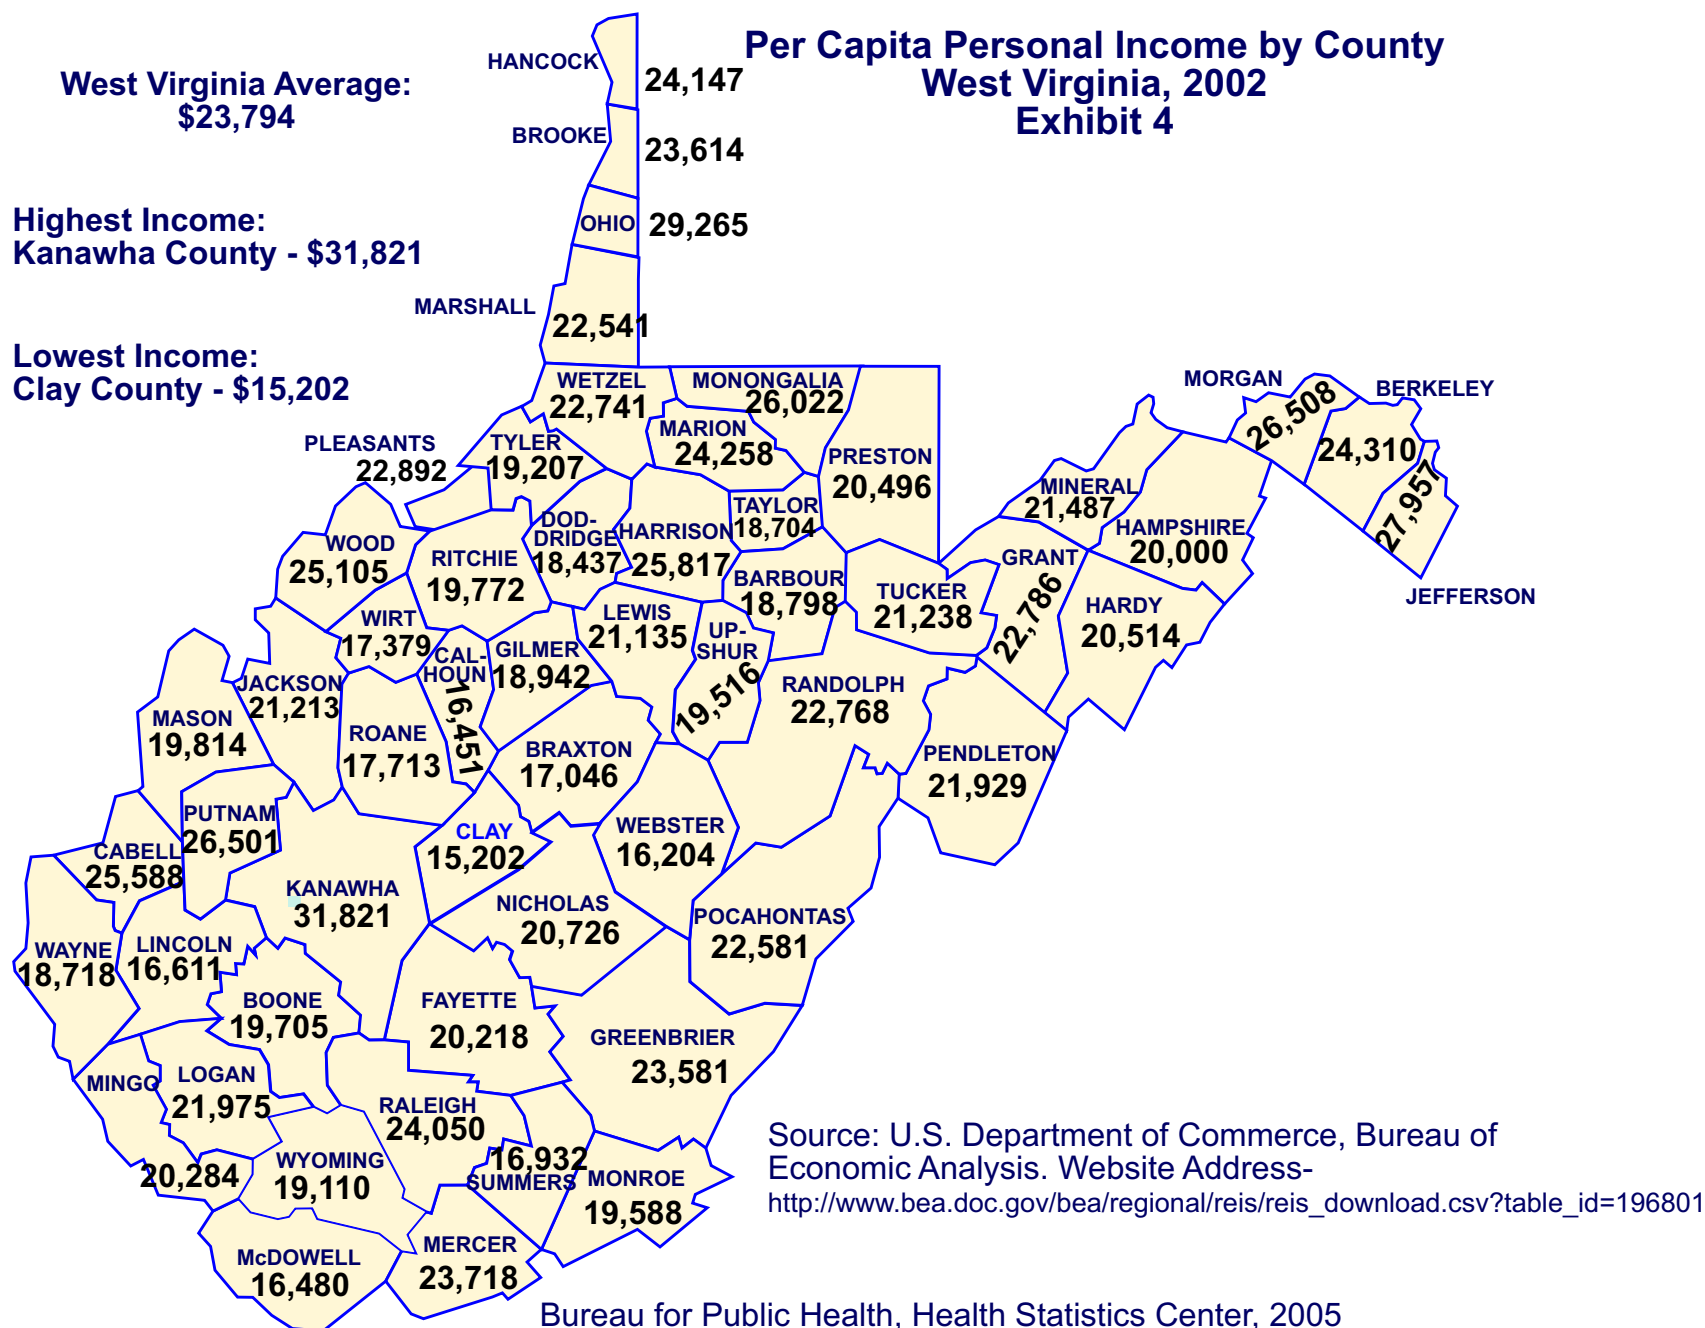 Per Capita Personal Income by County
West Virginia, 2002
Exhibit 4
West Virginia Average:
$23,794
Highest Income:
Kanawha County - $31,821
Lowest Income:
Clay County - $15,202
HANCOCK
24,147
BROOKE
23,614
OHIO
29,265
MARSHALL
22,541
WETZEL
22,741
MONONGALIA
26,022
MARION
24,258
PLEASANTS
22,892
TYLER
19,207
PRESTON
20,496
MORGAN
26,508
BERKELEY
24,310
27,957
JEFFERSON
MINERAL
21,487
HAMPSHIRE
20,000
GRANT
22,786
HARDY
20,514
WOOD
25,105
RITCHIE
19,772
DOD-
DRIDGE
18,437
HARRISON
25,817
TAYLOR
18,704
BARBOUR
18,798
TUCKER
21,238
WIRT
17,379
CAL-
HOUN
16,451
GILMER
18,942
LEWIS
21,135
UP-
SHUR
19,516
RANDOLPH
22,768
JACKSON
21,213
MASON
19,814
ROANE
17,713
BRAXTON
17,046
PENDLETON
21,929
PUTNAM
26,501
CABELL
25,588
CLAY
15,202
WEBSTER
16,204
KANAWHA
31,821
NICHOLAS
20,726
POCAHONTAS
22,581
WAYNE
18,718
LINCOLN
16,611
BOONE
19,705
FAYETTE
20,218
GREENBRIER
23,581
MINGO
20,284
LOGAN
21,975
RALEIGH
24,050
WYOMING
19,110
16,932
SUMMERS
MONROE
19,588
McDOWELL
16,480
MERCER
23,718
Source: U.S. Department of Commerce, Bureau of
Economic Analysis. Website Address-
http://www.bea.doc.gov/bea/regional/reis/reis_download.csv?table_id=196801
Bureau for Public Health, Health Statistics Center, 2005